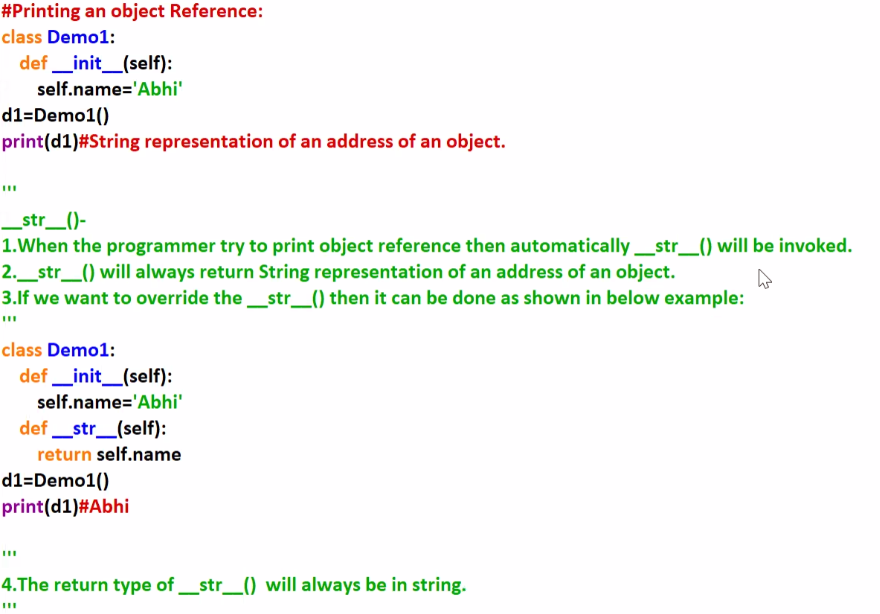 #Printing an object Reference:
class Demo1:
def __init__(self):
self.name='Abhi'
d1=Demo1()
print(d1)#String representation of an address of an object.
'''
__str__()-
1.When the programmer try to print object reference then automatically __str__() will be invoked.
2.__str__() will always return String representation of an address of an object.
3.If we want to override the __str__() then it can be done as shown in below example:
'''
class Demo1:
def __init__(self):
self.name='Abhi'
def __str__(self):
return self.name
d1=Demo1()
print(d1)#Abhi
'''
4.The return type of __str__()  will always be in string.
'''